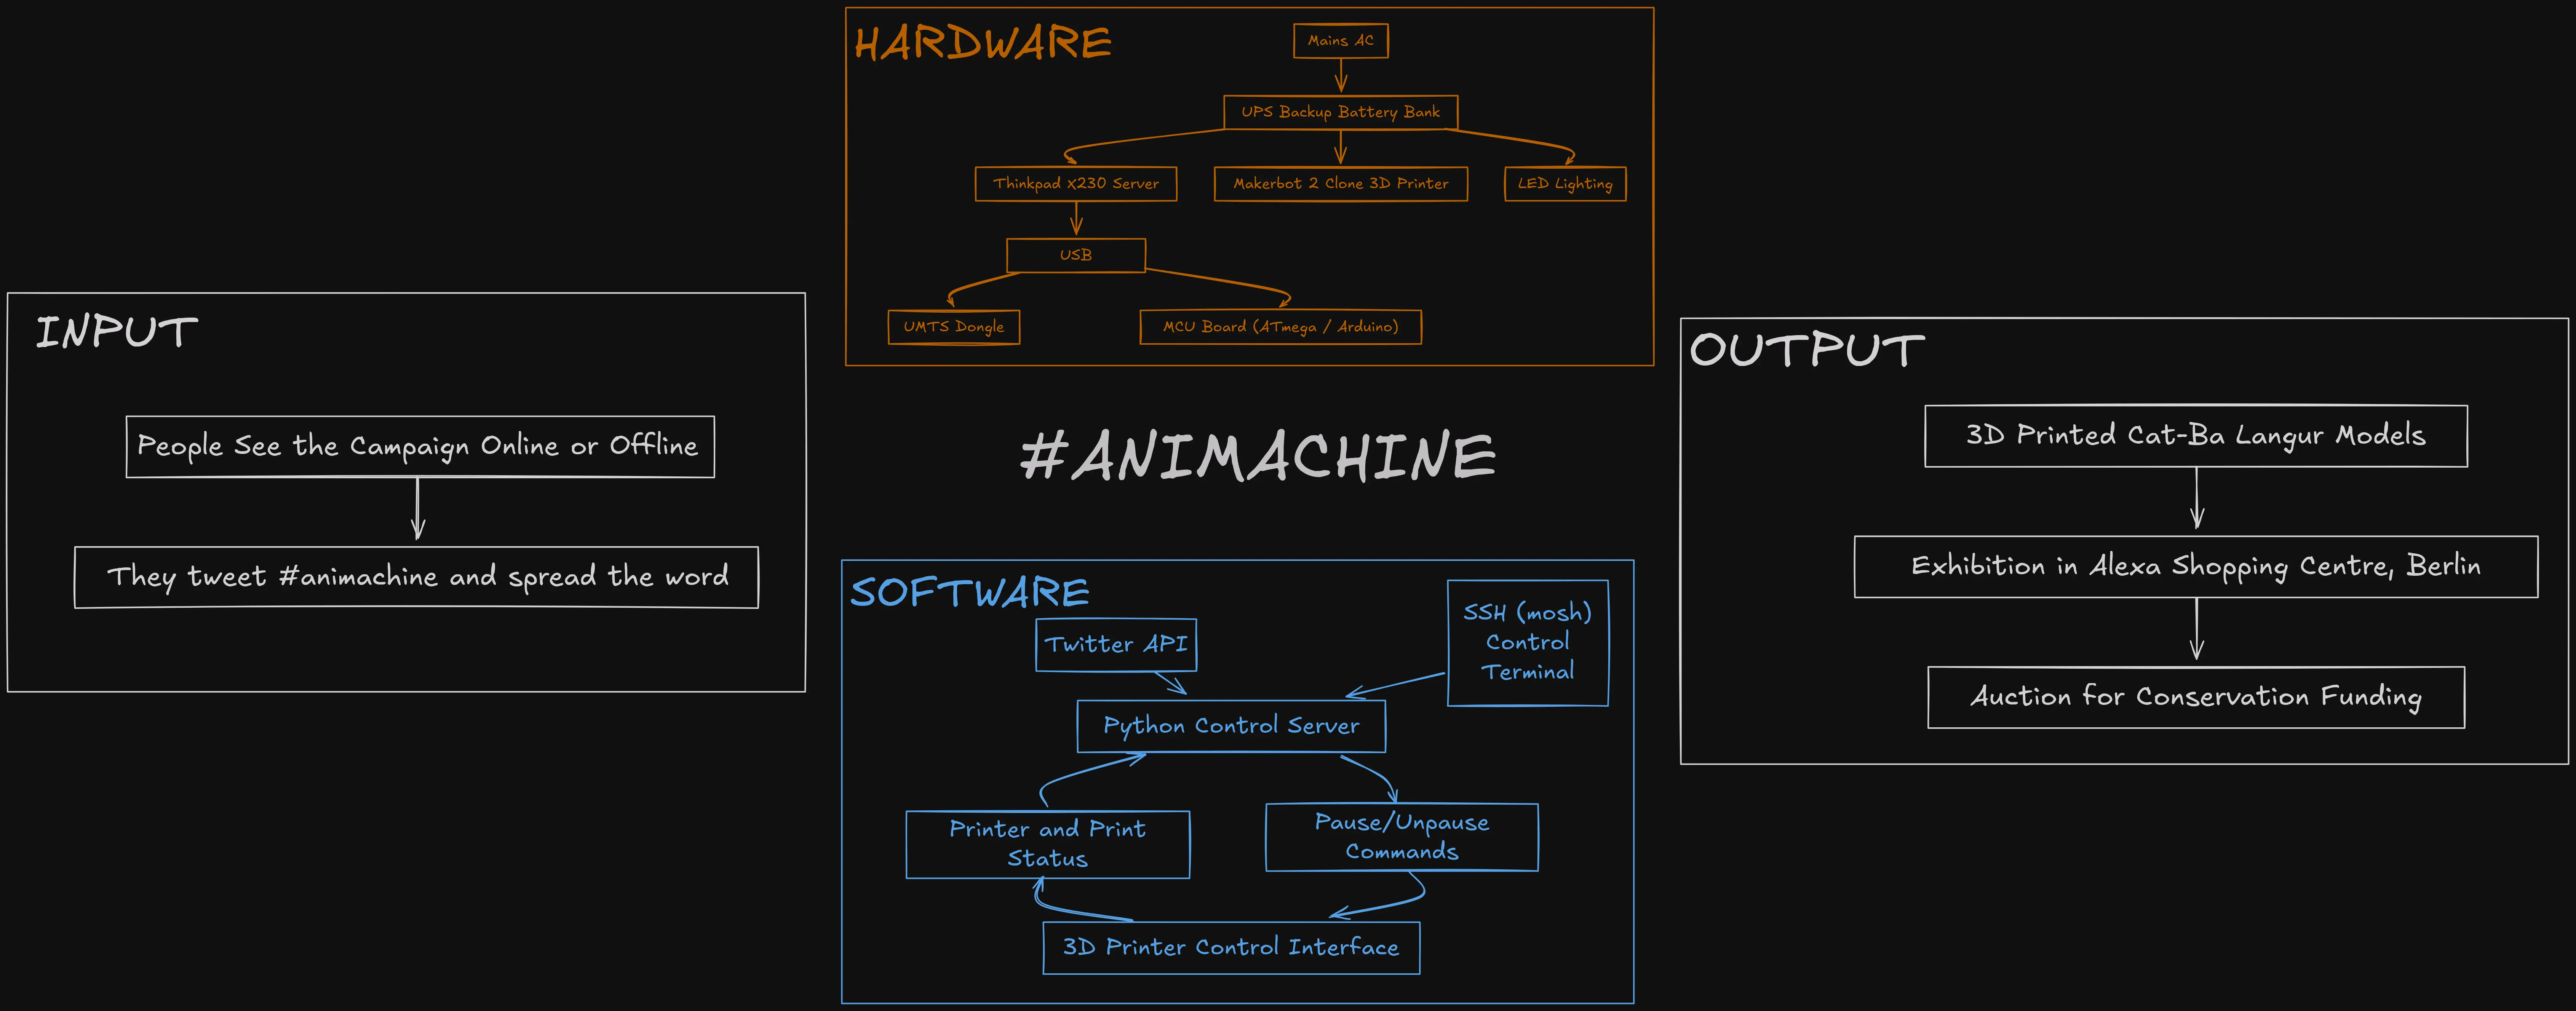 HARDWARE
Mains AC
UPS Backup Battery Bank
Thinkpad x230 Server
Makerbot 2 Clone 3D Printer
LED Lighting
USB
UMTS Dongle
MCU Board (ATmega / Arduino)
INPUT
People See the Campaign Online or Offline
They tweet #animachine and spread the word
#ANIMACHINE
SOFTWARE
Twitter API
SSH (mosh)
Control
Terminal
Python Control Server
Printer and Print
Status
Pause/Unpause
Commands
3D Printer Control Interface
OUTPUT
3D Printed Cat-Ba Langur Models
Exhibition in Alexa Shopping Centre, Berlin
Auction for Conservation Funding